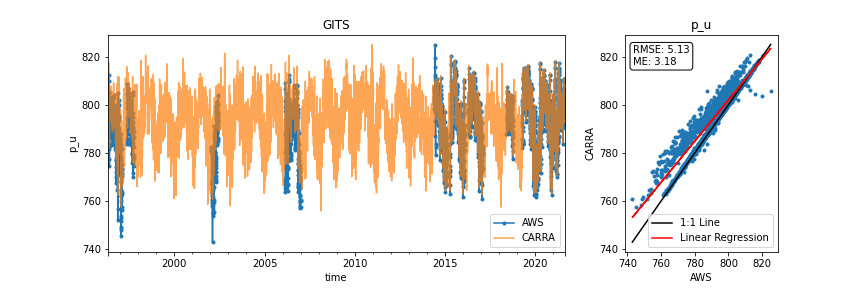 GITS
p_u
820
800
780
760
740
p_u
2000
2005
2010
2015
2020
time
AWS
CARRA
RMSE: 5.13
ME: 3.18
820
800
780
760
740
CARRA
740
760
780
800
820
AWS
1:1 Line
Linear Regression